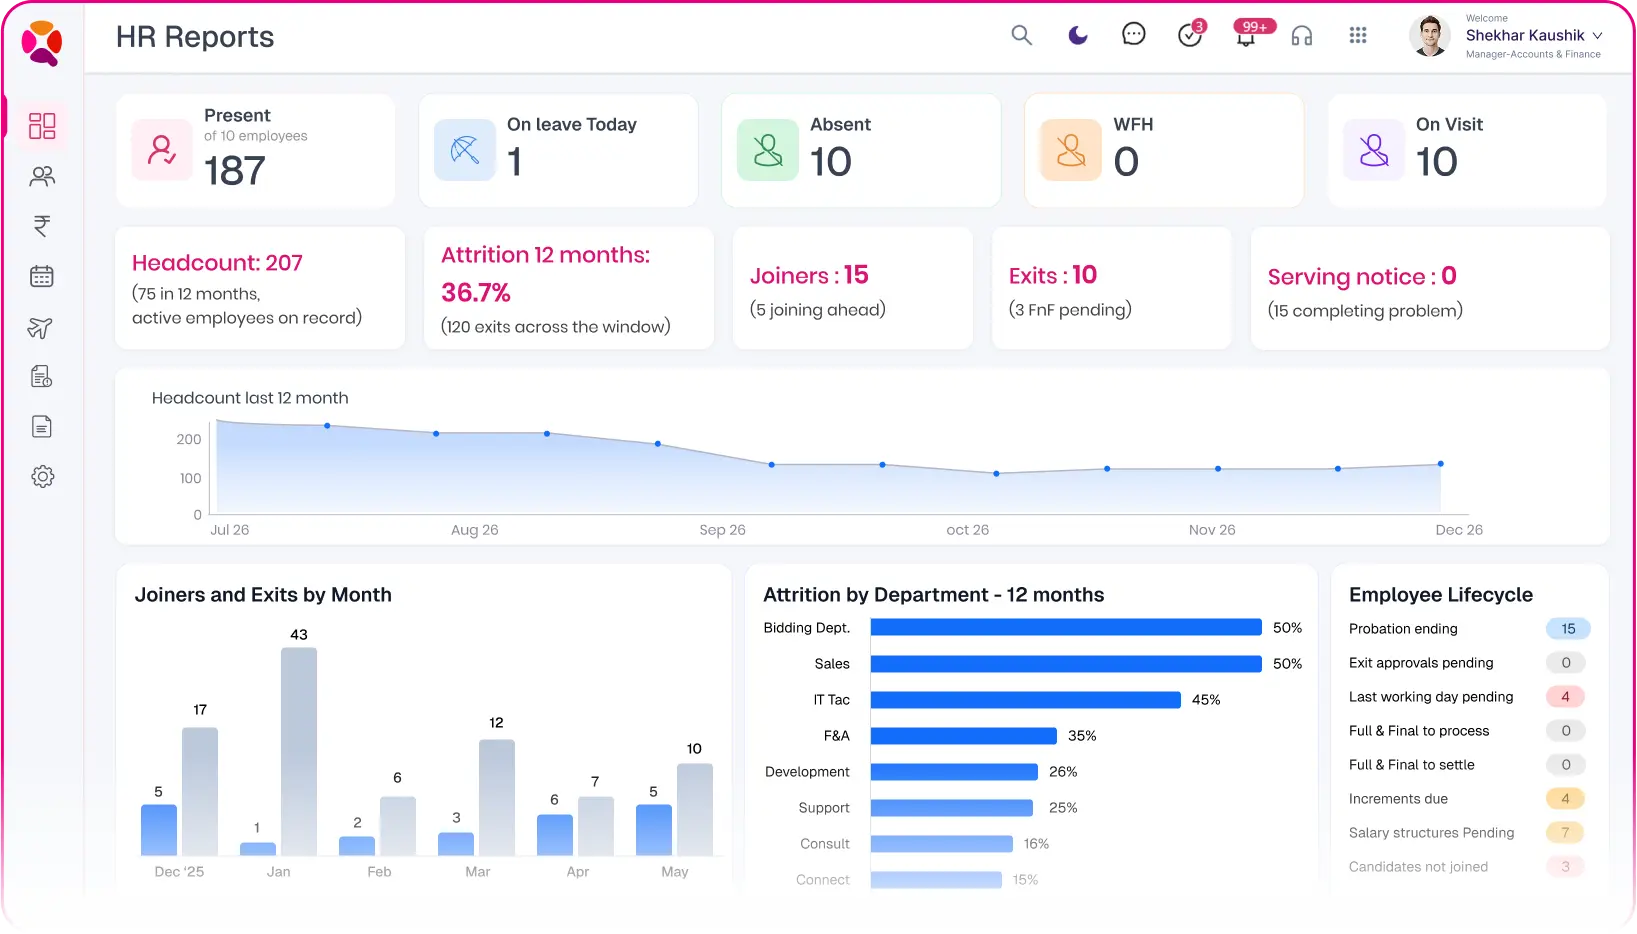 HR Reports
3
99+
Welcome
Shekhar Kaushik
Manager-Accounts & Finance
Present
of 10 employees
187
On leave Today
1
Absent
10
WFH
0
On Visit
10
Headcount: 207
(75 in 12 months,
active employees on record)
Attrition 12 months:
36.7%
(120 exits across the window)
Joiners : 15
(5 joining ahead)
Exits : 10
(3 FnF pending)
Serving notice : 0
(15 completing problem)
Headcount last 12 month
200
100
0
Jul 26 Aug 26 Sep 26 oct 26 Nov 26 Dec 26
Joiners and Exits by Month
5 17 1 43 2 6 3 12 6 7 5 10
Dec ‘25 Jan Feb Mar Apr May
Attrition by Department - 12 months
Bidding Dept. 50%
Sales 50%
IT Tac 45%
F&A 35%
Development 26%
Support 25%
Consult 16%
Connect 15%
Employee Lifecycle
Probation ending 15
Exit approvals pending 0
Last working day pending 4
Full & Final to process 0
Full & Final to settle 0
Increments due 4
Salary structures Pending 7
Candidates not joined 3